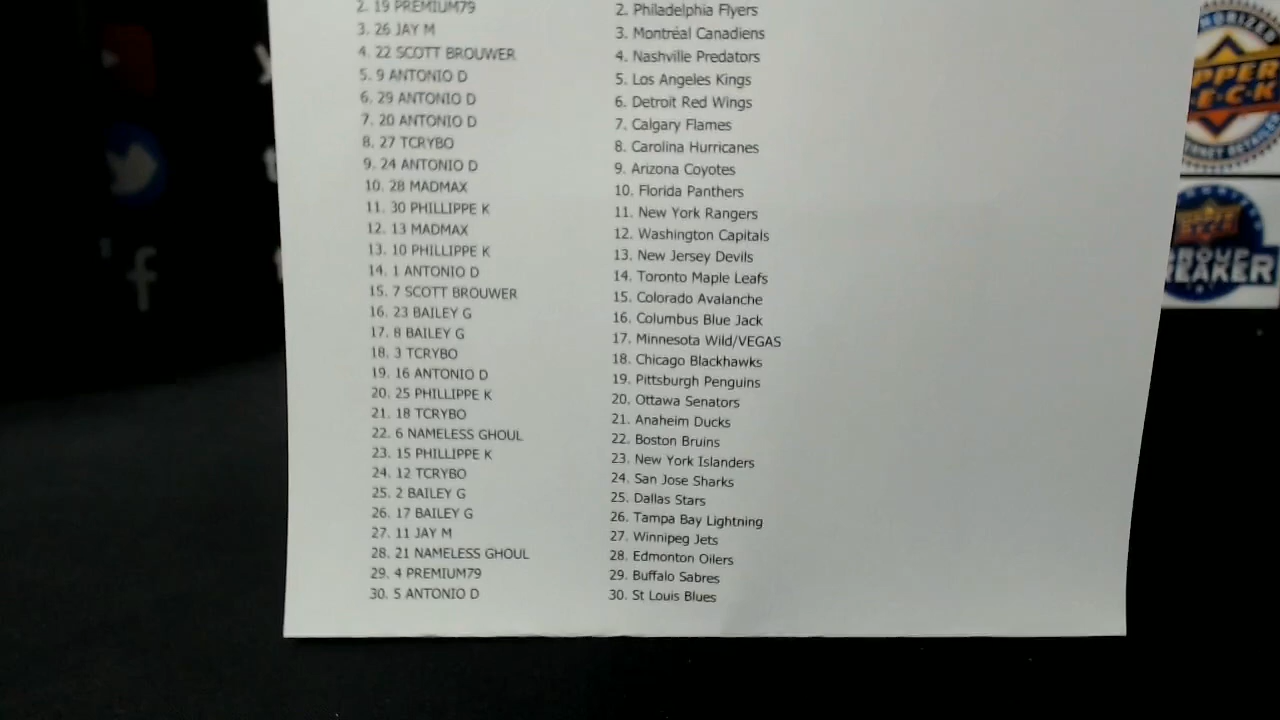 2. 19 PREMIUM79 2. Philadelphia Flyers
3. 26 JAY M 3. Montréal Canadiens
4. 22 SCOTT BROUWER 4. Nashville Predators
5. 9 ANTONIO D 5. Los Angeles Kings
6. 29 ANTONIO D 6. Detroit Red Wings
7. 20 ANTONIO D 7. Calgary Flames
8. 27 TCRYBO 8. Carolina Hurricanes
9. 24 ANTONIO D 9. Arizona Coyotes
10. 28 MADMAX 10. Florida Panthers
11. 30 PHILLIPPE K 11. New York Rangers
12. 13 MADMAX 12. Washington Capitals
13. 10 PHILLIPPE K 13. New Jersey Devils
14. 1 ANTONIO D 14. Toronto Maple Leafs
15. 7 SCOTT BROUWER 15. Colorado Avalanche
16. 23 BAILEY G 16. Columbus Blue Jack
17. 8 BAILEY G 17. Minnesota Wild/VEGAS
18. 3 TCRYBO 18. Chicago Blackhawks
19. 16 ANTONIO D 19. Pittsburgh Penguins
20. 25 PHILLIPPE K 20. Ottawa Senators
21. 18 TCRYBO 21. Anaheim Ducks
22. 6 NAMELESS GHOUL 22. Boston Bruins
23. 15 PHILLIPPE K 23. New York Islanders
24. 12 TCRYBO 24. San Jose Sharks
25. 2 BAILEY G 25. Dallas Stars
26. 17 BAILEY G 26. Tampa Bay Lightning
27. 11 JAY M 27. Winnipeg Jets
28. 21 NAMELESS GHOUL 28. Edmonton Oilers
29. 4 PREMIUM79 29. Buffalo Sabres
30. 5 ANTONIO D 30. St Louis Blues
ORIZED
PPER
E·C·K
RNET RETAILE
ROUP
REAKER